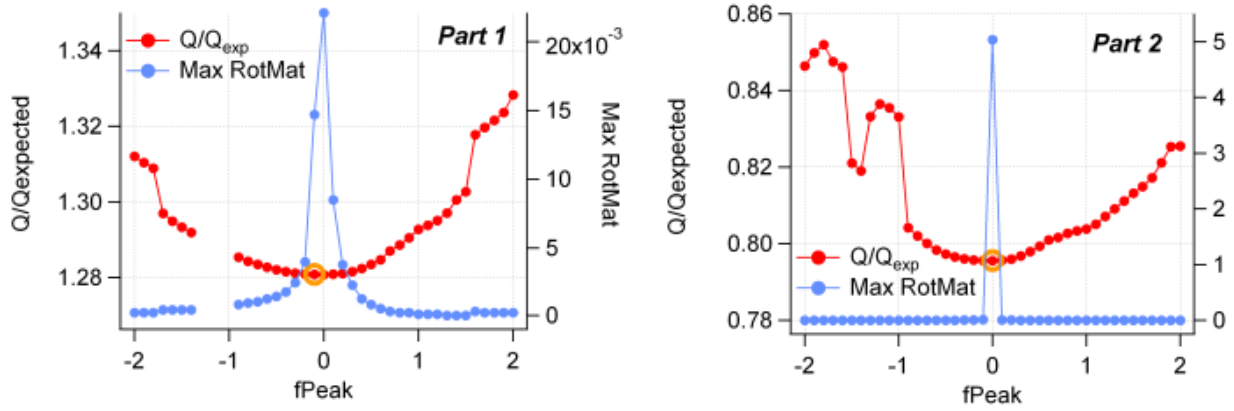 Part 1
Q/Qexp
Max RotMat
Q/Qexpected
1.34
1.32
1.30
1.28
20x10-3
15
10
5
0
Max RotMat
-2
-1
0
1
2
fPeak
Part 2
Q/Qexp
Max RotMat
Q/Qexpected
0.86
0.84
0.82
0.80
0.78
5
4
3
2
1
0
-2
-1
0
1
2
fPeak